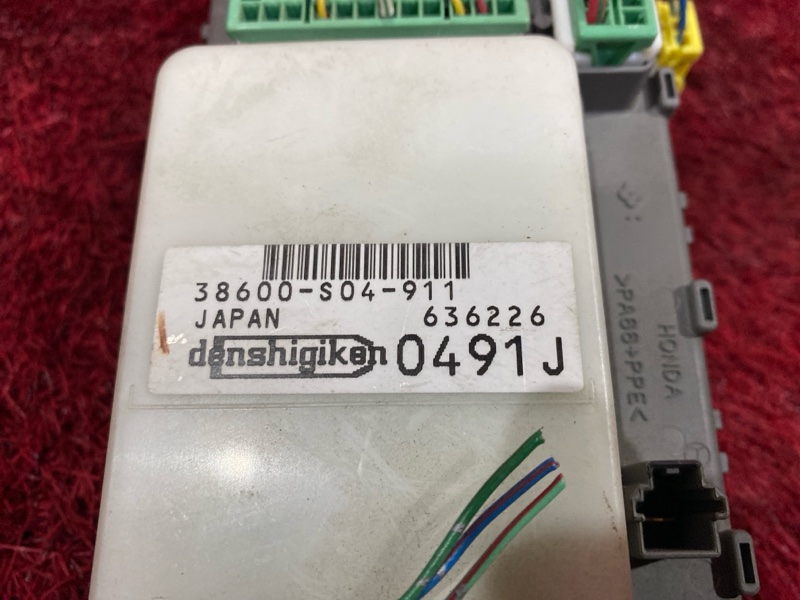 38600-S04-911
JAPAN 636226
denshigiken 0491J
HONDA
>PA66+PPE<